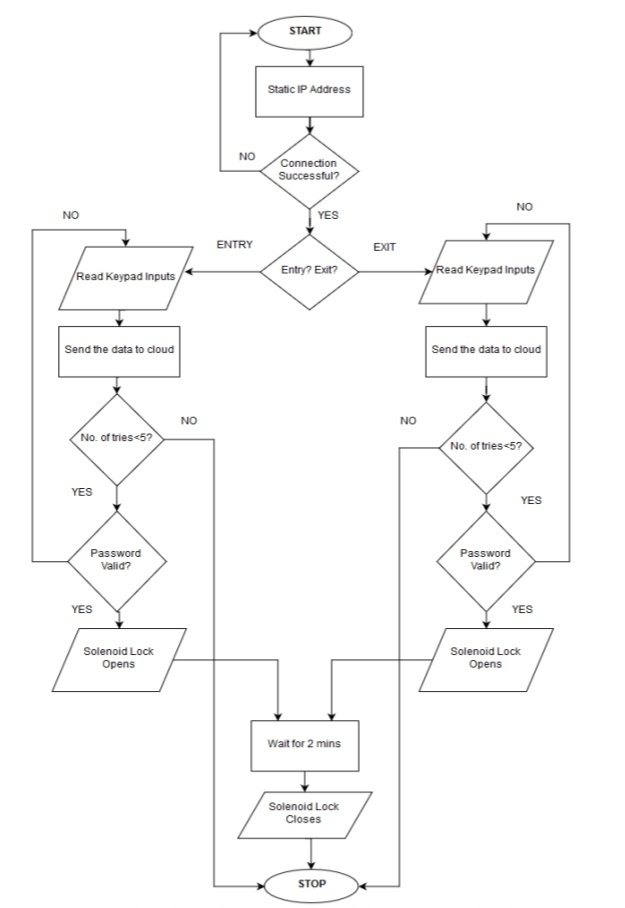 START
Static IP Address
NO
Connection
Successful?
YES
NO
NO
ENTRY
EXIT
Read Keypad Inputs
Entry? Exit?
Read Keypad Inputs
Send the data to cloud
Send the data to cloud
NO
NO
No. of tries<5?
No. of tries<5?
YES
YES
Password
Valid?
Password
Valid?
YES
YES
Solenoid Lock
Opens
Solenoid Lock
Opens
Wait for 2 mins
Solenoid Lock
Closes
STOP